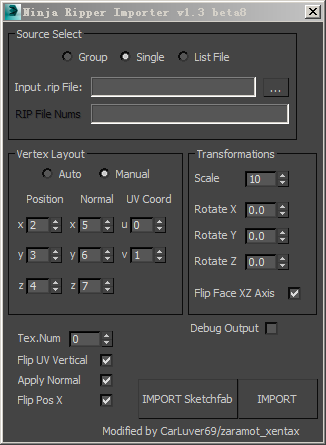 Ninja Ripper Importer v1.3 beta8
Source Select
Group Single List File
Input .rip File: ...
RIP File Nums
Vertex Layout
Auto Manual
Position Normal UV Coord
x 2 x 5 u 0
y 3 y 6 v 1
z 4 z 7
Transformations
Scale 10
Rotate X 0.0
Rotate Y 0.0
Rotate Z 0.0
Flip Face XZ Axis
Debug Output
Tex.Num 0
Flip UV Vertical
Apply Normal
Flip Pos X
IMPORT Sketchfab IMPORT
Modified by CarLuver69/zaramot_xentax